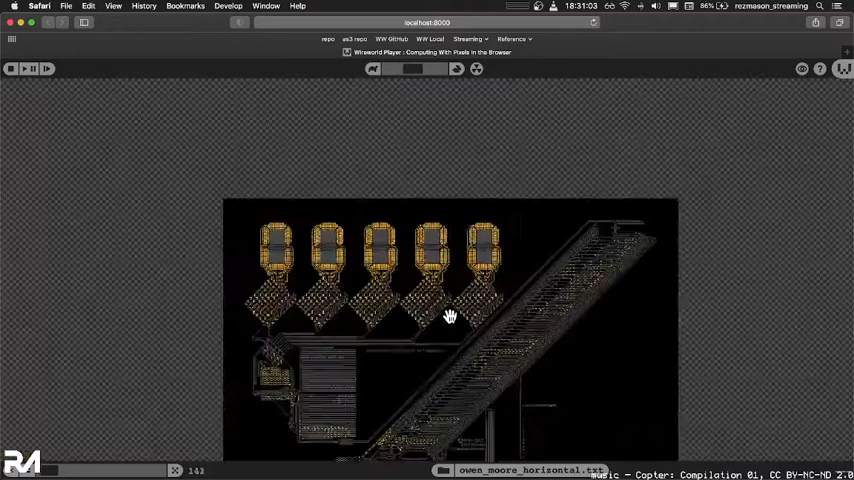 Safari File Edit View History Bookmarks Develop Window Help
18:31:03 86% rezmason_streaming
localhost:8000
repo as3 repo WW GitHub WW Local Streaming Reference
Wireworld Player : Computing With Pixels in the Browser
142
owen_moore_horizontal.txt
music - Copter: Compilation 01, CC BY-NC-ND 2.0